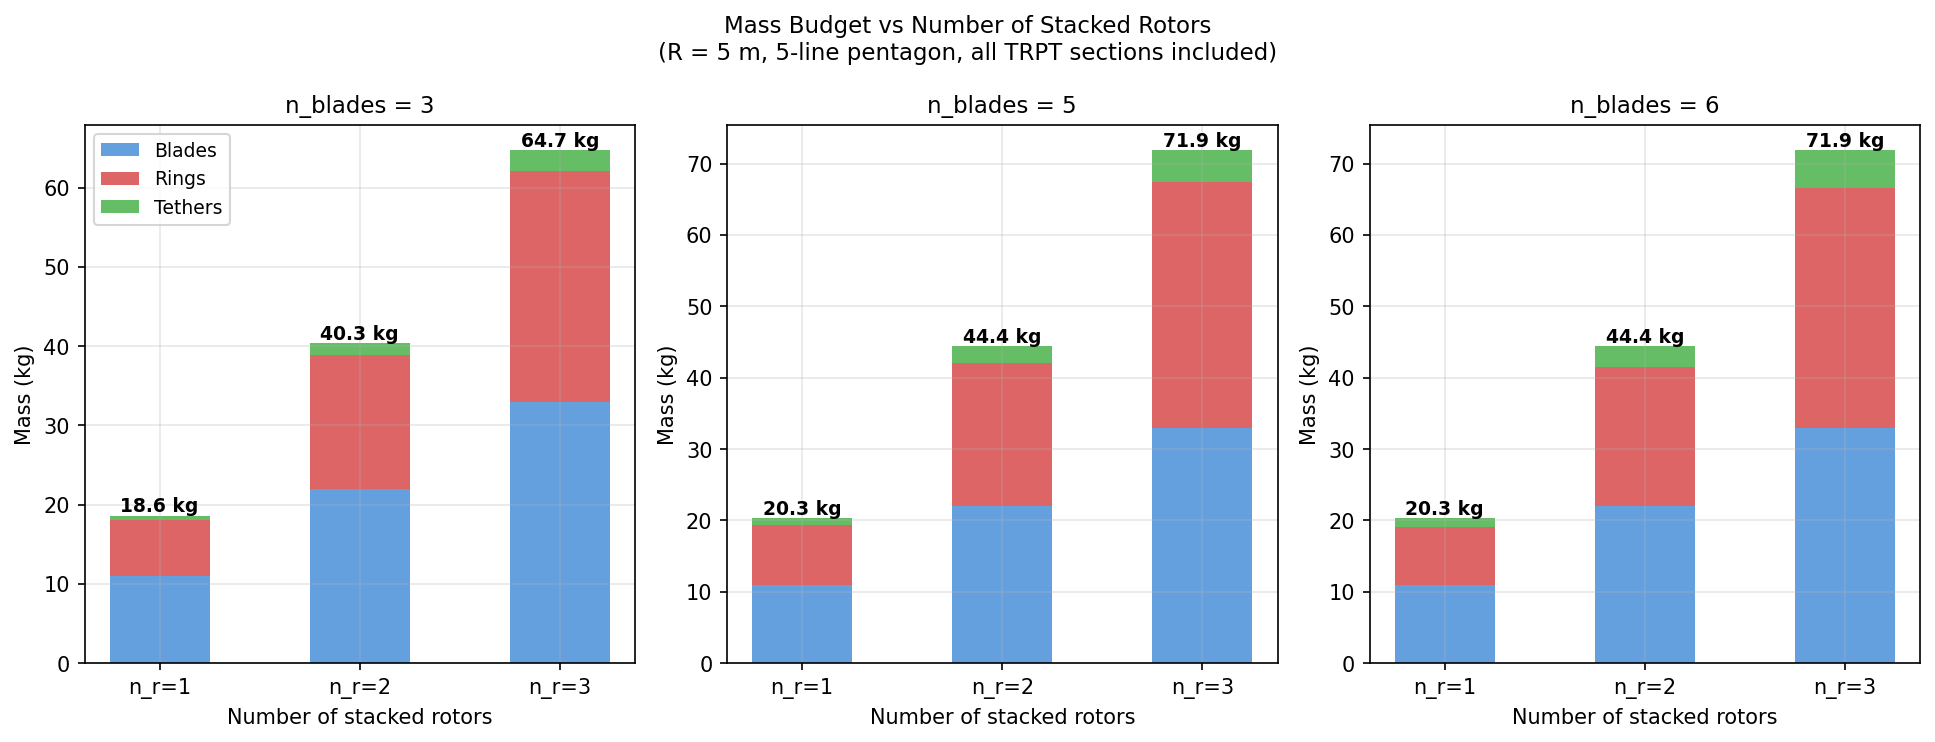 Mass Budget vs Number of Stacked Rotors
(R = 5 m, 5-line pentagon, all TRPT sections included)
n_blades = 3
Blades
Rings
Tethers
18.6 kg
40.3 kg
64.7 kg
60
50
40
30
20
10
0
Mass (kg)
n_r=1
n_r=2
n_r=3
Number of stacked rotors
n_blades = 5
20.3 kg
44.4 kg
71.9 kg
70
60
50
40
30
20
10
0
Mass (kg)
n_r=1
n_r=2
n_r=3
Number of stacked rotors
n_blades = 6
20.3 kg
44.4 kg
71.9 kg
70
60
50
40
30
20
10
0
Mass (kg)
n_r=1
n_r=2
n_r=3
Number of stacked rotors